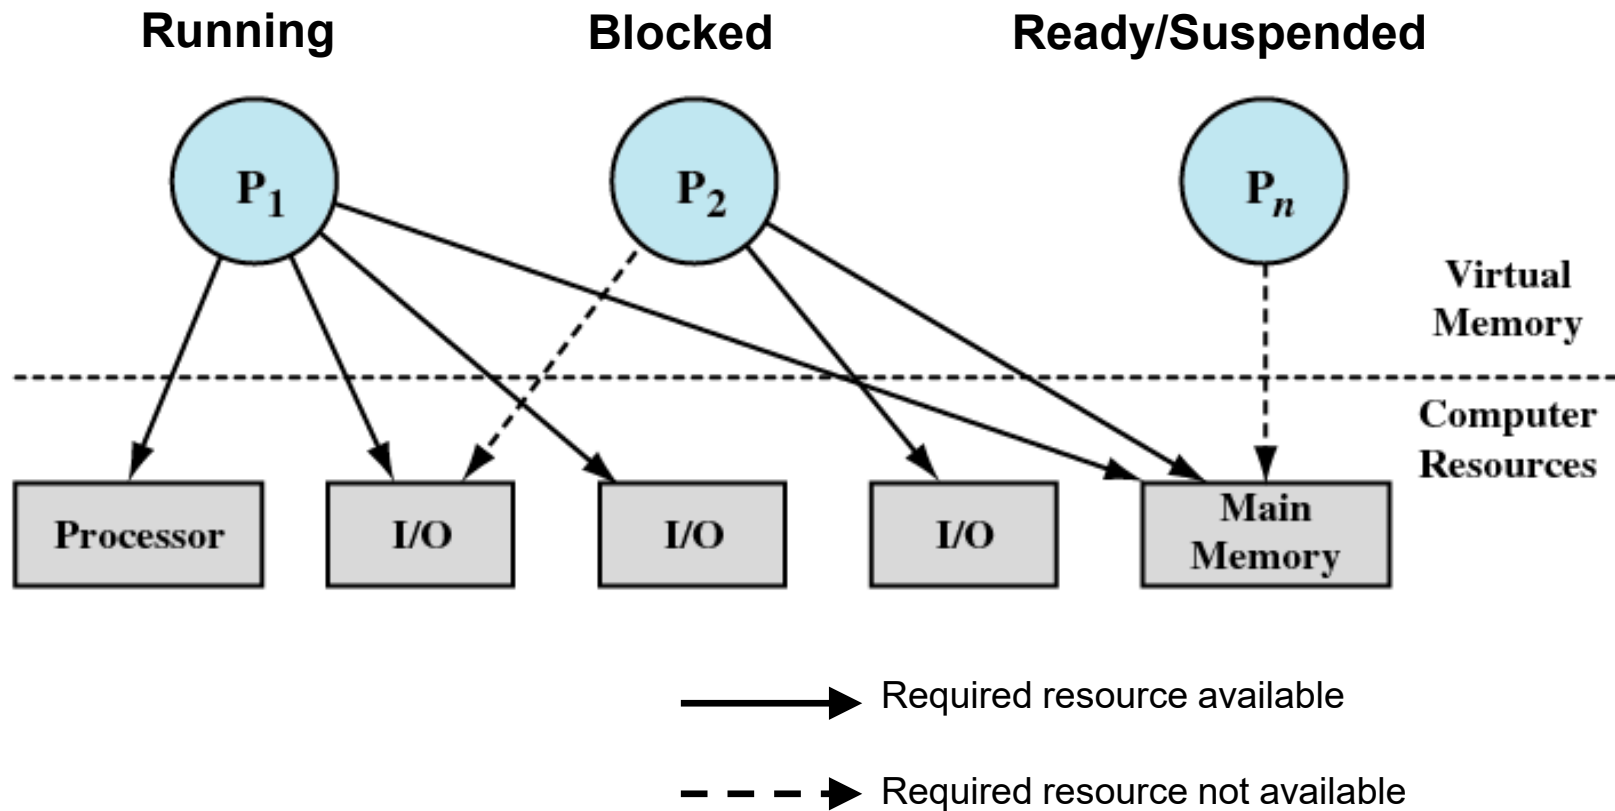 Running Blocked Ready/Suspended
P1 P2 Pn
Virtual
Memory
Computer
Resources
Processor I/O I/O I/O Main
Memory
Required resource available
Required resource not available